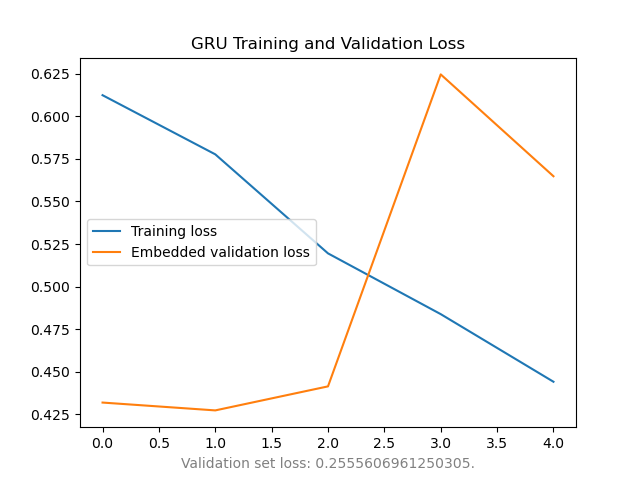 GRU Training and Validation Loss
0.625
0.600
0.575
0.550
0.525
0.500
0.475
0.450
0.425
Training loss
Embedded validation loss
0.0 0.5 1.0 1.5 2.0 2.5 3.0 3.5 4.0
Validation set loss: 0.2555606961250305.